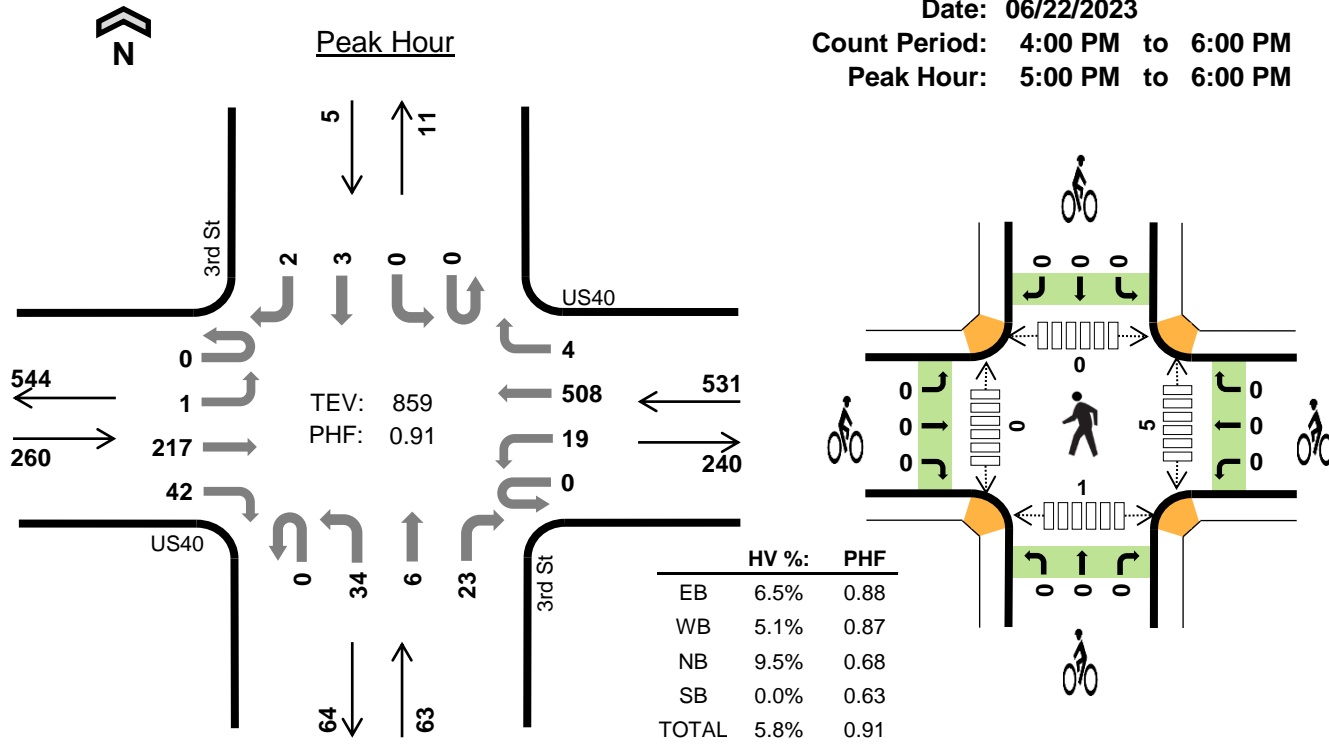 Date: 06/22/2023
Count Period: 4:00 PM to 6:00 PM
Peak Hour: 5:00 PM to 6:00 PM
N
Peak Hour
5
11
3rd St
2
3
0
0
US40
0
1
217
42
544
260
TEV: 859
PHF: 0.91
4
508
19
0
531
240
US40
0
34
6
23
3rd St
64
63
HV %: PHF
EB 6.5% 0.88
WB 5.1% 0.87
NB 9.5% 0.68
SB 0.0% 0.63
TOTAL 5.8% 0.91
0 0 0
0
0
0
0
0
5
0
0
0
1
0 0 0